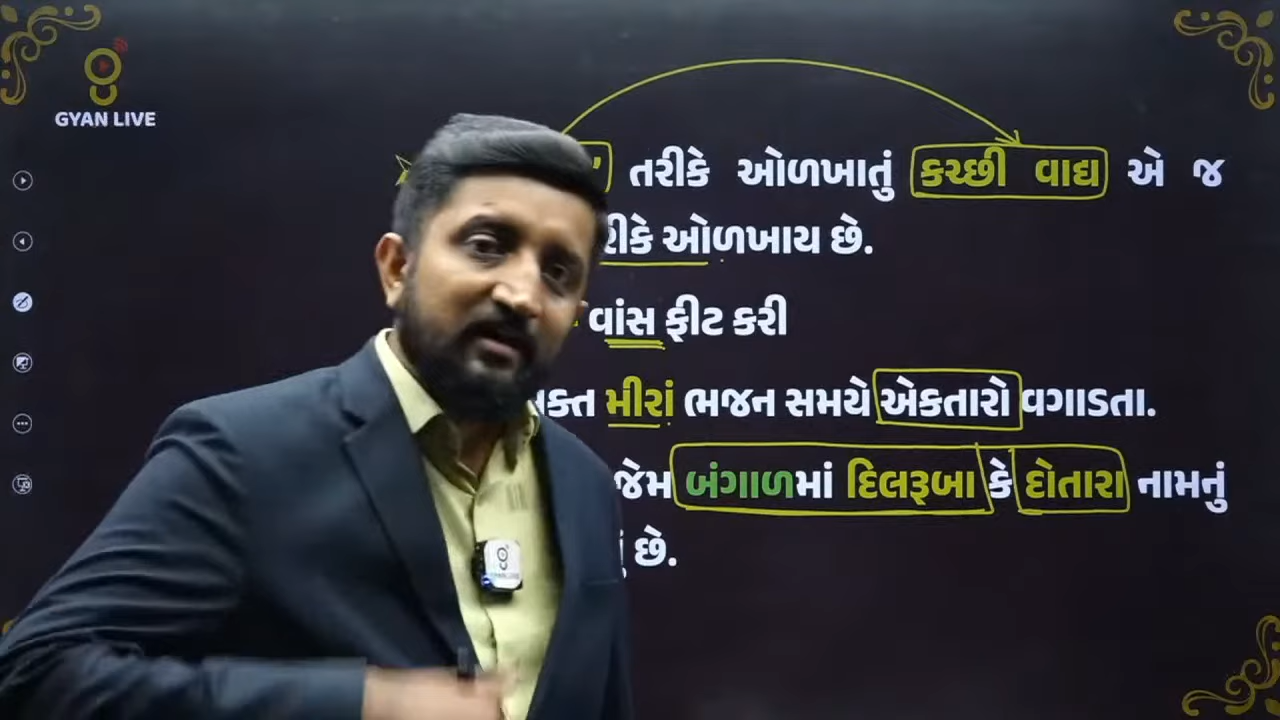 GYAN LIVE
તરીકે ઓળખાતું કચ્છી વાદ્ય એ જ
ઓળખાય છે.
વાંસ ફીટ કરી
મીરાં ભજન સમયે એકતારો વગાડતા.
જેમ બંગાળમાં દિલરૂબા કે દોતારા નામનું
છે.